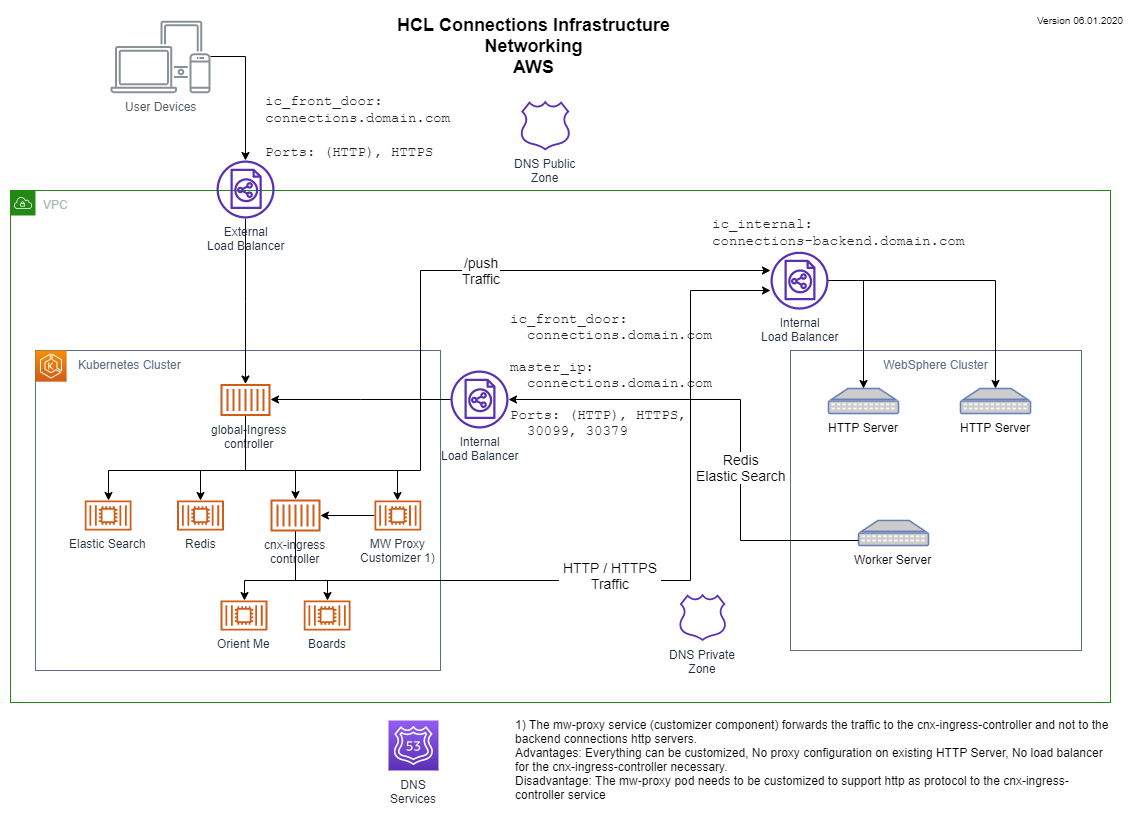 HCL Connections Infrastructure
Networking
AWS
Version 06.01.2020
User Devices
ic_front_door:
connections.domain.com
Ports: (HTTP), HTTPS
DNS Public
Zone
VPC
External
Load Balancer
ic_internal:
connections-backend.domain.com
/push
Traffic
Internal
Load Balancer
ic_front_door:
connections.domain.com
master_ip:
connections.domain.com
Ports: (HTTP), HTTPS,
30099, 30379
Kubernetes Cluster
WebSphere Cluster
global-Ingress
controller
Internal
Load Balancer
HTTP Server
HTTP Server
Redis
Elastic Search
Elastic Search
Redis
cnx-ingress
controller
MW Proxy
Customizer 1)
Worker Server
HTTP / HTTPS
Traffic
Orient Me
Boards
DNS Private
Zone
53
DNS
Services
1) The mw-proxy service (customizer component) forwards the traffic to the cnx-ingress-controller and not to the
backend connections http servers.
Advantages: Everything can be customized, No proxy configuration on existing HTTP Server, No load balancer
for the cnx-ingress-controller necessary.
Disadvantage: The mw-proxy pod needs to be customized to support http as protocol to the cnx-ingress-
controller service